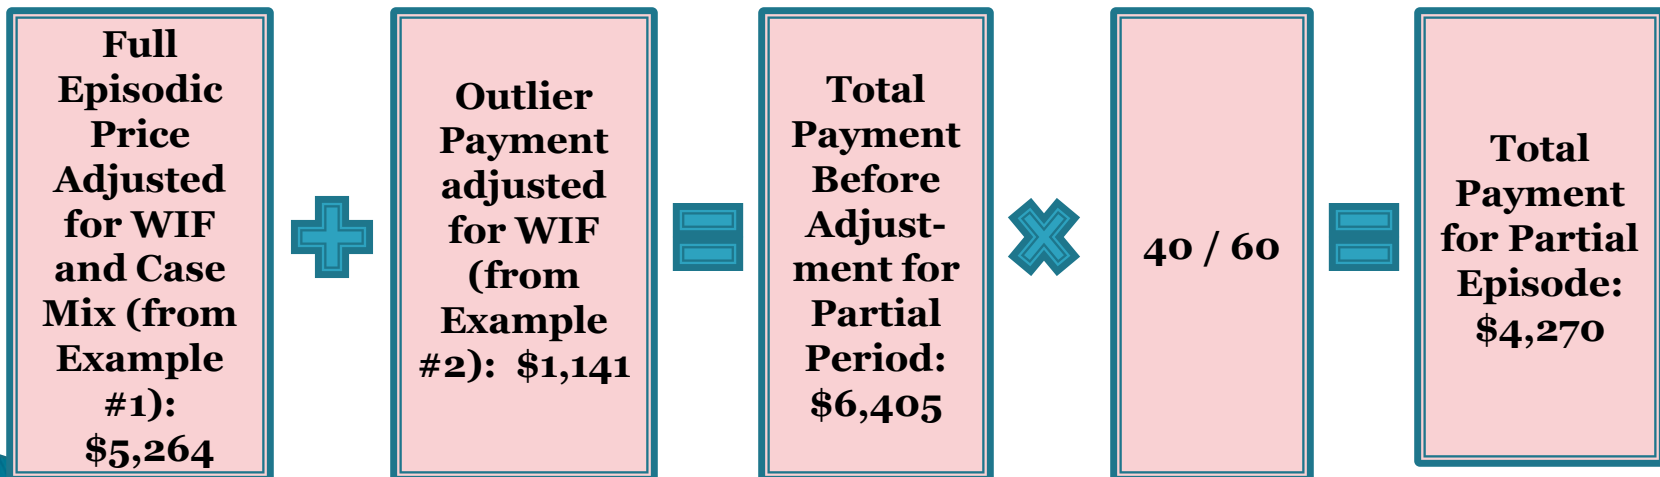 Full
Episodic
Price
Adjusted
for WIF
and Case
Mix (from
Example
#1):
$5,264
Outlier
Payment
adjusted
for WIF
(from
Example
#2): $1,141
Total
Payment
Before
Adjust-
ment for
Partial
Period:
$6,405
40 / 60
Total
Payment
for Partial
Episode:
$4,270